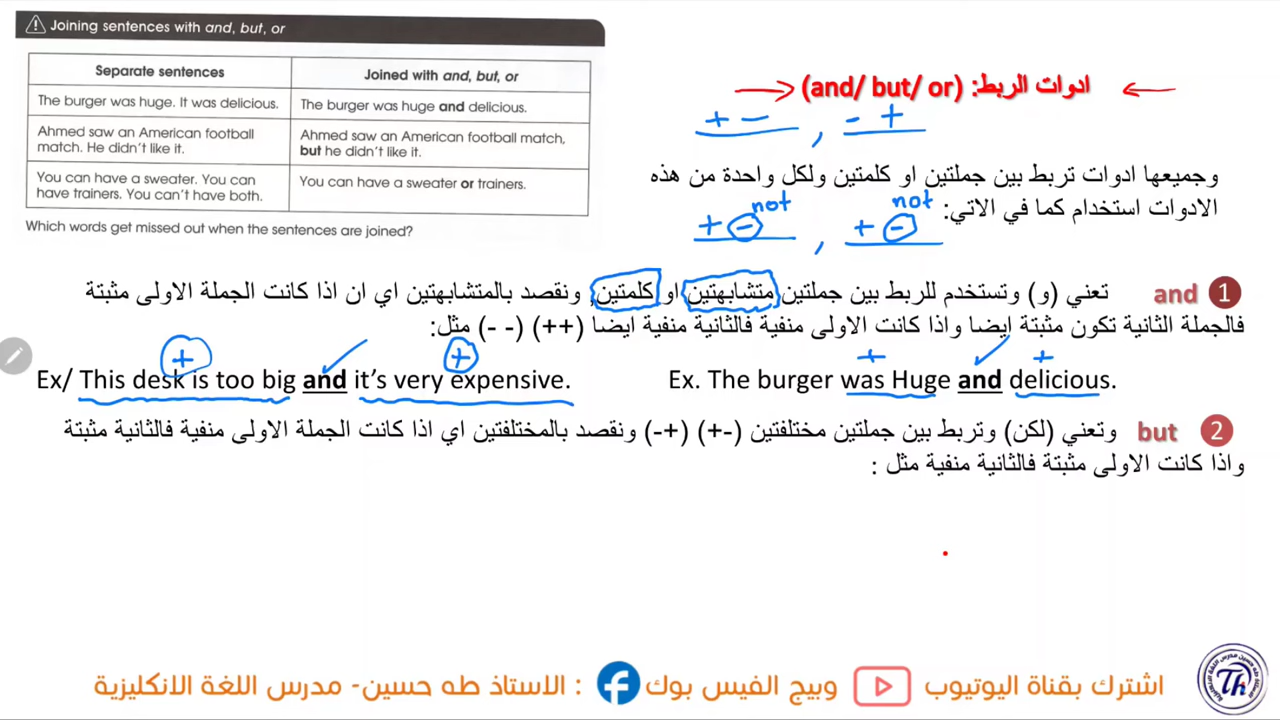 Joining sentences with and, but, or
Separate sentences
Joined with and, but, or
The burger was huge. It was delicious.
The burger was huge and delicious.
Ahmed saw an American football
match. He didn't like it.
Ahmed saw an American football match,
but he didn't like it.
You can have a sweater. You can
have trainers. You can't have both.
You can have a sweater or trainers.
Which words get missed out when the sentences are joined?
ادوات الربط: (and/ but/ or)
+ - , - +
وجميعها ادوات تربط بين جملتين او كلمتين ولكل واحدة من هذه
الادوات استخدام كما في الاتي:
not not
+ - , + -
1 and تعني (و) وتستخدم للربط بين جملتين متشابهتين او كلمتين, ونقصد بالمتشابهتين اي ان اذا كانت الجملة الاولى مثبتة
فالجملة الثانية تكون مثبتة ايضا واذا كانت الاولى منفية فالثانية منفية ايضا (++) (- -) مثل:
+ + + +
Ex/ This desk is too big and it's very expensive.
Ex. The burger was Huge and delicious.
2 but وتعني (لكن) وتربط بين جملتين مختلفتين (+-) (-+) ونقصد بالمختلفتين اي اذا كانت الجملة الاولى منفية فالثانية مثبتة
واذا كانت الاولى مثبتة فالثانية منفية مثل :
اشترك بقناة اليوتيوب وبيج الفيس بوك : الاستاذ طه حسين- مدرس اللغة الانكليزية
Th